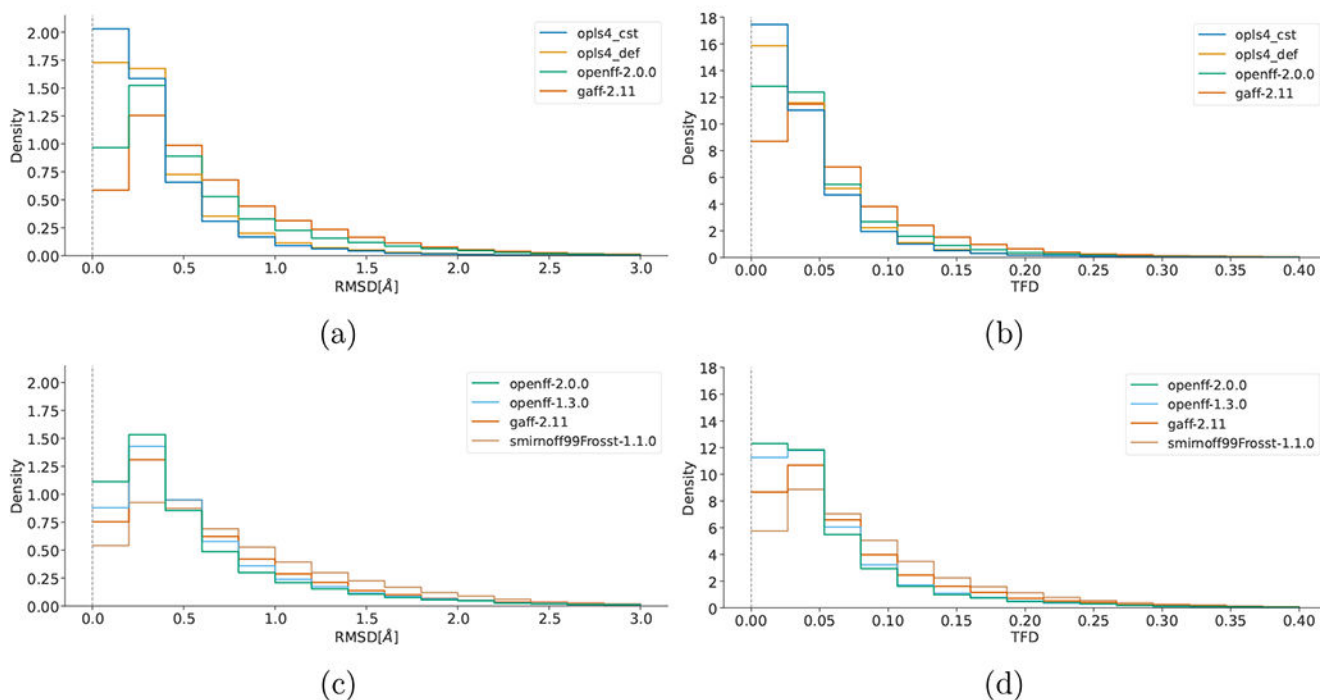 2.00
1.75
1.50
1.25
1.00
0.75
0.50
0.25
0.00
Density
0.0 0.5 1.0 1.5 2.0 2.5 3.0
RMSD[Å]
opls4_cst
opls4_def
openff-2.0.0
gaff-2.11
(a)
18
16
14
12
10
8
6
4
2
0
Density
0.00 0.05 0.10 0.15 0.20 0.25 0.30 0.35 0.40
TFD
opls4_cst
opls4_def
openff-2.0.0
gaff-2.11
(b)
2.00
1.75
1.50
1.25
1.00
0.75
0.50
0.25
0.00
Density
0.0 0.5 1.0 1.5 2.0 2.5 3.0
RMSD[Å]
openff-2.0.0
openff-1.3.0
gaff-2.11
smirnoff99Frosst-1.1.0
(c)
18
16
14
12
10
8
6
4
2
0
Density
0.00 0.05 0.10 0.15 0.20 0.25 0.30 0.35 0.40
TFD
openff-2.0.0
openff-1.3.0
gaff-2.11
smirnoff99Frosst-1.1.0
(d)